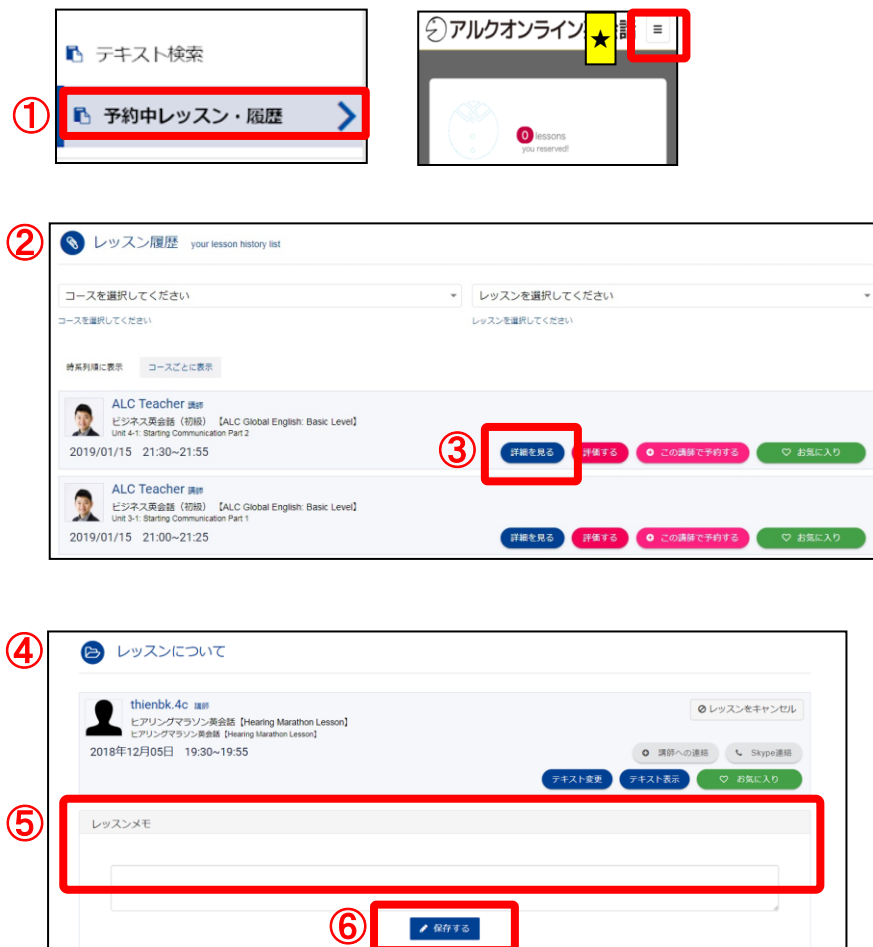 テキスト検索
① 予約中レッスン・履歴
アルクオンライン
★
0 lessons
you reserved!
②
レッスン履歴 your lesson history list
コースを選択してください レッスンを選択してください
コースを選択してください レッスンを選択してください
時系列順に表示 コースごとに表示
ALC Teacher 講師
ビジネス英会話(初級) 【ALC Global English: Basic Level】
Unit 4-1: Starting Communication Part 2
③
2019/01/15 21:30~21:55 詳細を見る 評価する この講師で予約する お気に入り
ALC Teacher 講師
ビジネス英会話(初級) 【ALC Global English: Basic Level】
Unit 3-1: Starting Communication Part 1
2019/01/15 21:00~21:25 詳細を見る 評価する この講師で予約する お気に入り
④
レッスンについて
thienbk.4c 講師 レッスンをキャンセル
ヒアリングマラソン英会話【Hearing Marathon Lesson】
ヒアリングマラソン英会話【Hearing Marathon Lesson】
2018年12月05日 19:30~19:55 講師への連絡 Skype連絡
テキスト変更 テキスト表示 お気に入り
⑤
レッスンメモ
⑥ 保存する